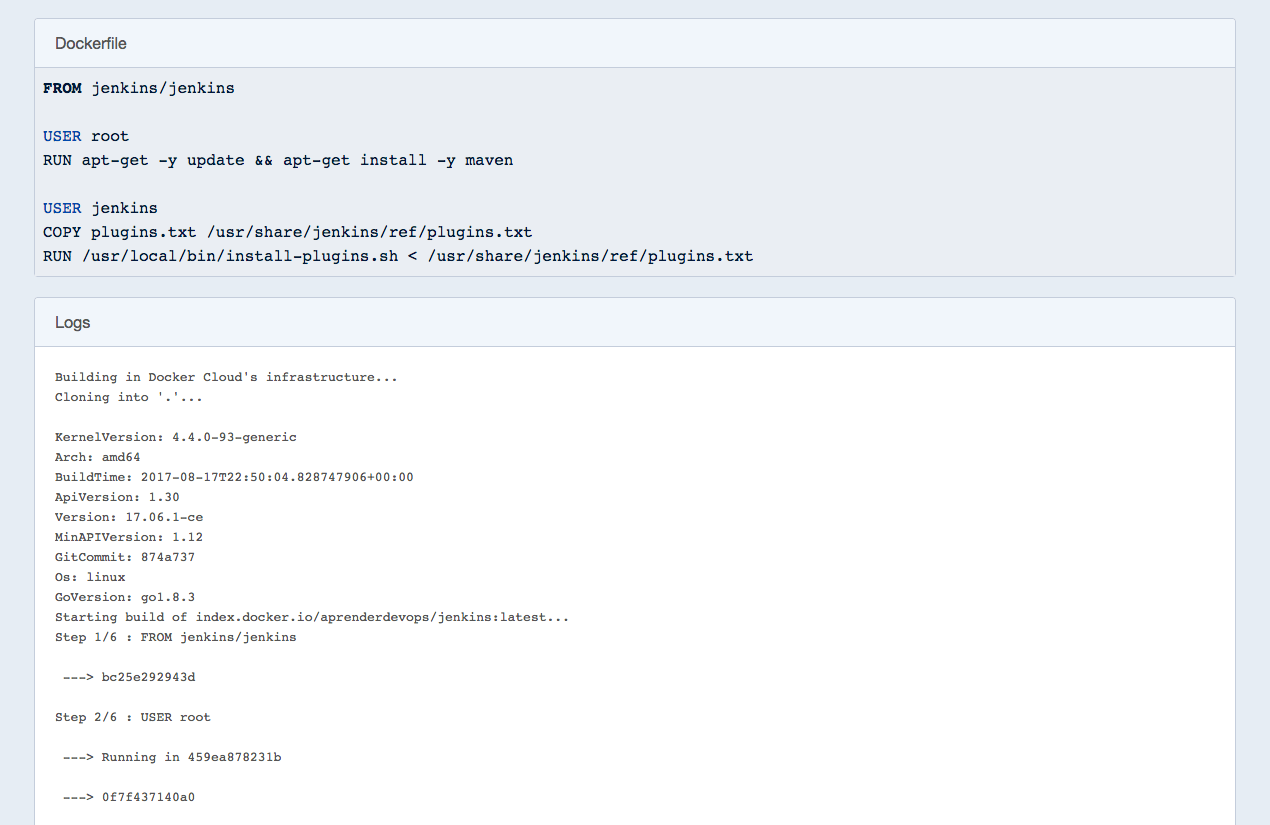 Dockerfile
FROM jenkins/jenkins
USER root
RUN apt-get -y update && apt-get install -y maven
USER jenkins
COPY plugins.txt /usr/share/jenkins/ref/plugins.txt
RUN /usr/local/bin/install-plugins.sh < /usr/share/jenkins/ref/plugins.txt
Logs
Building in Docker Cloud's infrastructure...
Cloning into '.'...
KernelVersion: 4.4.0-93-generic
Arch: amd64
BuildTime: 2017-08-17T22:50:04.828747906+00:00
ApiVersion: 1.30
Version: 17.06.1-ce
MinAPIVersion: 1.12
GitCommit: 874a737
Os: linux
GoVersion: go1.8.3
Starting build of index.docker.io/aprenderdevops/jenkins:latest...
Step 1/6 : FROM jenkins/jenkins
---> bc25e292943d
Step 2/6 : USER root
---> Running in 459ea878231b
---> 0f7f437140a0